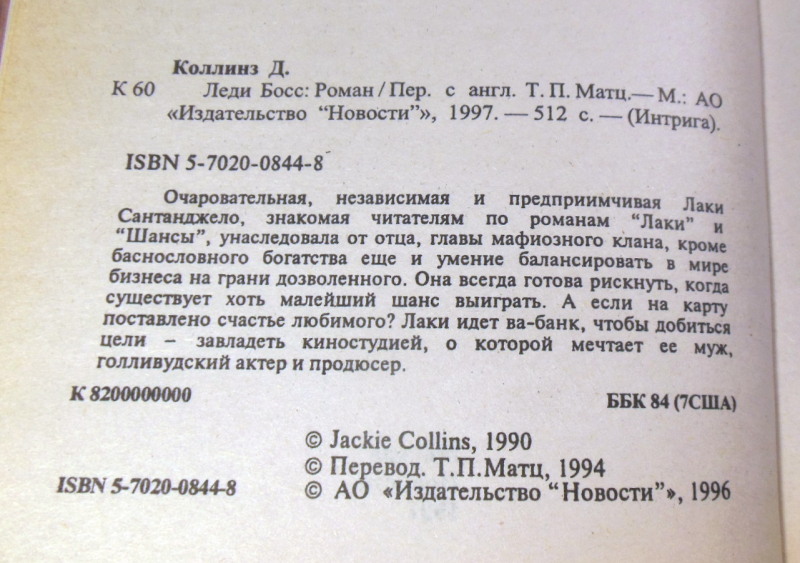 Коллинз Д.
К 60 Леди Босс: Роман / Пер. с англ. Т. П. Матц.— М.: АО
«Издательство “Новости”», 1997. — 512 с. — (Интрига).
ISBN 5-7020-0844-8
Очаровательная, независимая и предприимчивая Лаки
Сантанджело, знакомая читателям по романам “Лаки” и
“Шансы”, унаследовала от отца, главы мафиозного клана, кроме
баснословного богатства еще и умение балансировать в мире
бизнеса на грани дозволенного. Она всегда готова рискнуть, когда
существует хоть малейший шанс выиграть. А если на карту
поставлено счастье любимого? Лаки идет ва-банк, чтобы добиться
цели – завладеть киностудией, о которой мечтает ее муж,
голливудский актер и продюсер.
К 8200000000
ББК 84 (7США)
© Jackie Collins, 1990
© Перевод. Т.П.Матц, 1994
ISBN 5-7020-0844-8 © АО «Издательство “Новости”», 1996